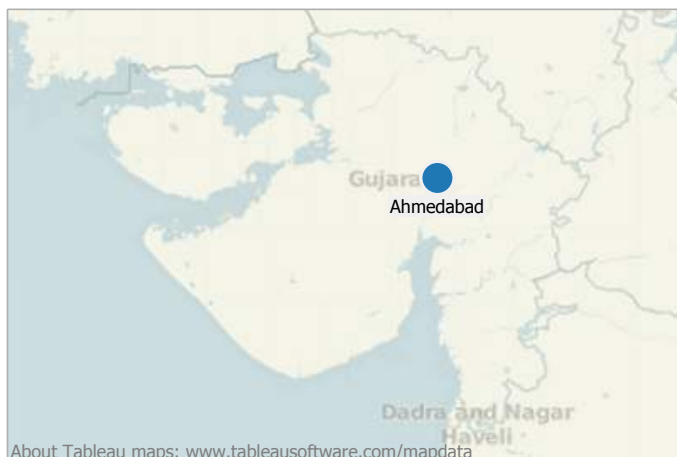 Gujara
Ahmedabad
Dadra and Nagar
Haveli
About Tableau maps: www.tableausoftware.com/mapdata